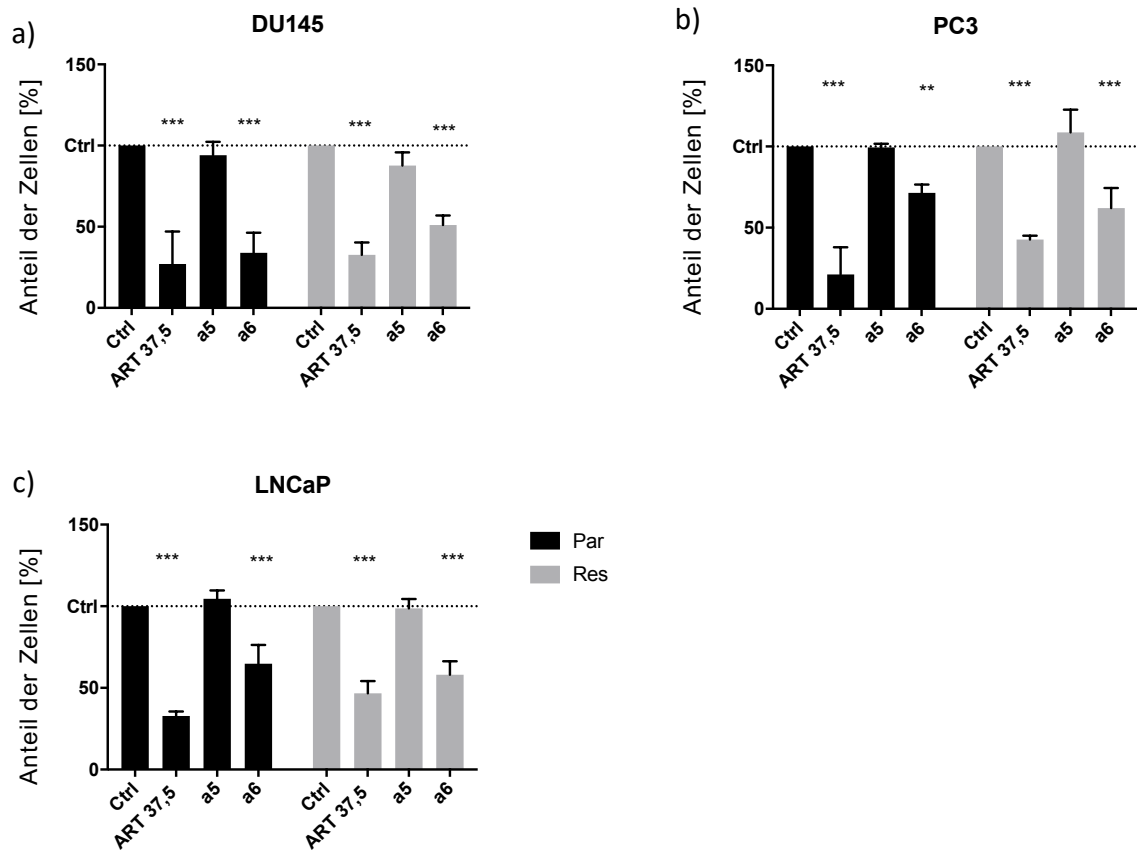 a)
DU145
Anteil der Zellen [%]
150
Ctrl
50
0
*** *** *** ***
Ctrl ART 37,5 a5 a6 Ctrl ART 37,5 a5 a6
b)
PC3
Anteil der Zellen [%]
150
Ctrl
50
0
*** ** *** ***
Ctrl ART 37,5 a5 a6 Ctrl ART 37,5 a5 a6
c)
LNCaP
Anteil der Zellen [%]
150
Ctrl
50
0
*** *** *** ***
Ctrl ART 37,5 a5 a6 Ctrl ART 37,5 a5 a6
Par
Res